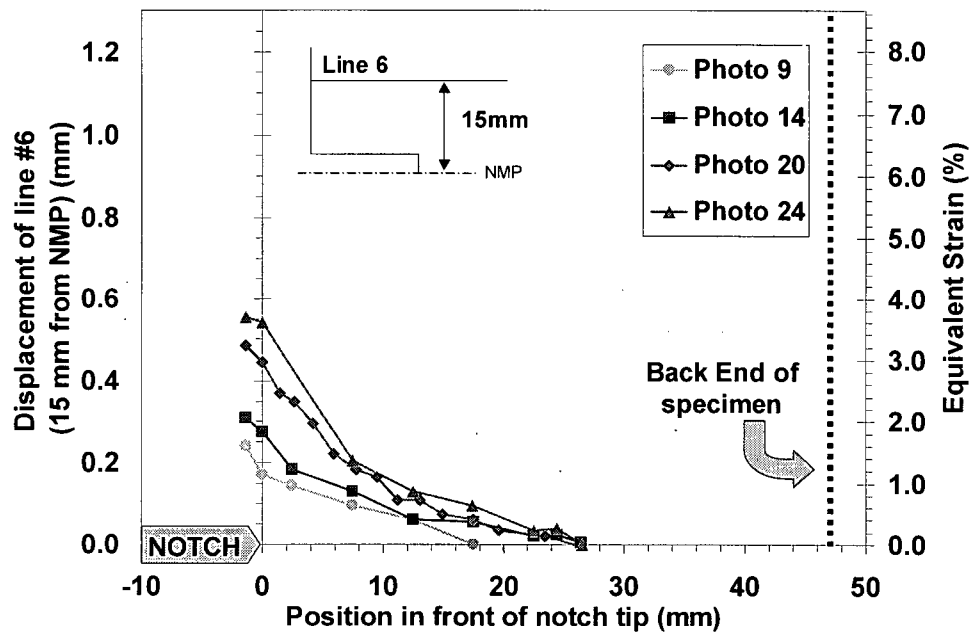 Displacement of line #6
(15 mm from NMP) (mm)
1.2
1.0
0.8
0.6
0.4
0.2
0.0
Line 6
15mm
NMP
Photo 9
Photo 14
Photo 20
Photo 24
8.0
7.0
6.0
5.0
4.0
3.0
2.0
1.0
0.0
Equivalent Strain (%)
Back End of
specimen
NOTCH
-10
0
10
20
30
40
50
Position in front of notch tip (mm)